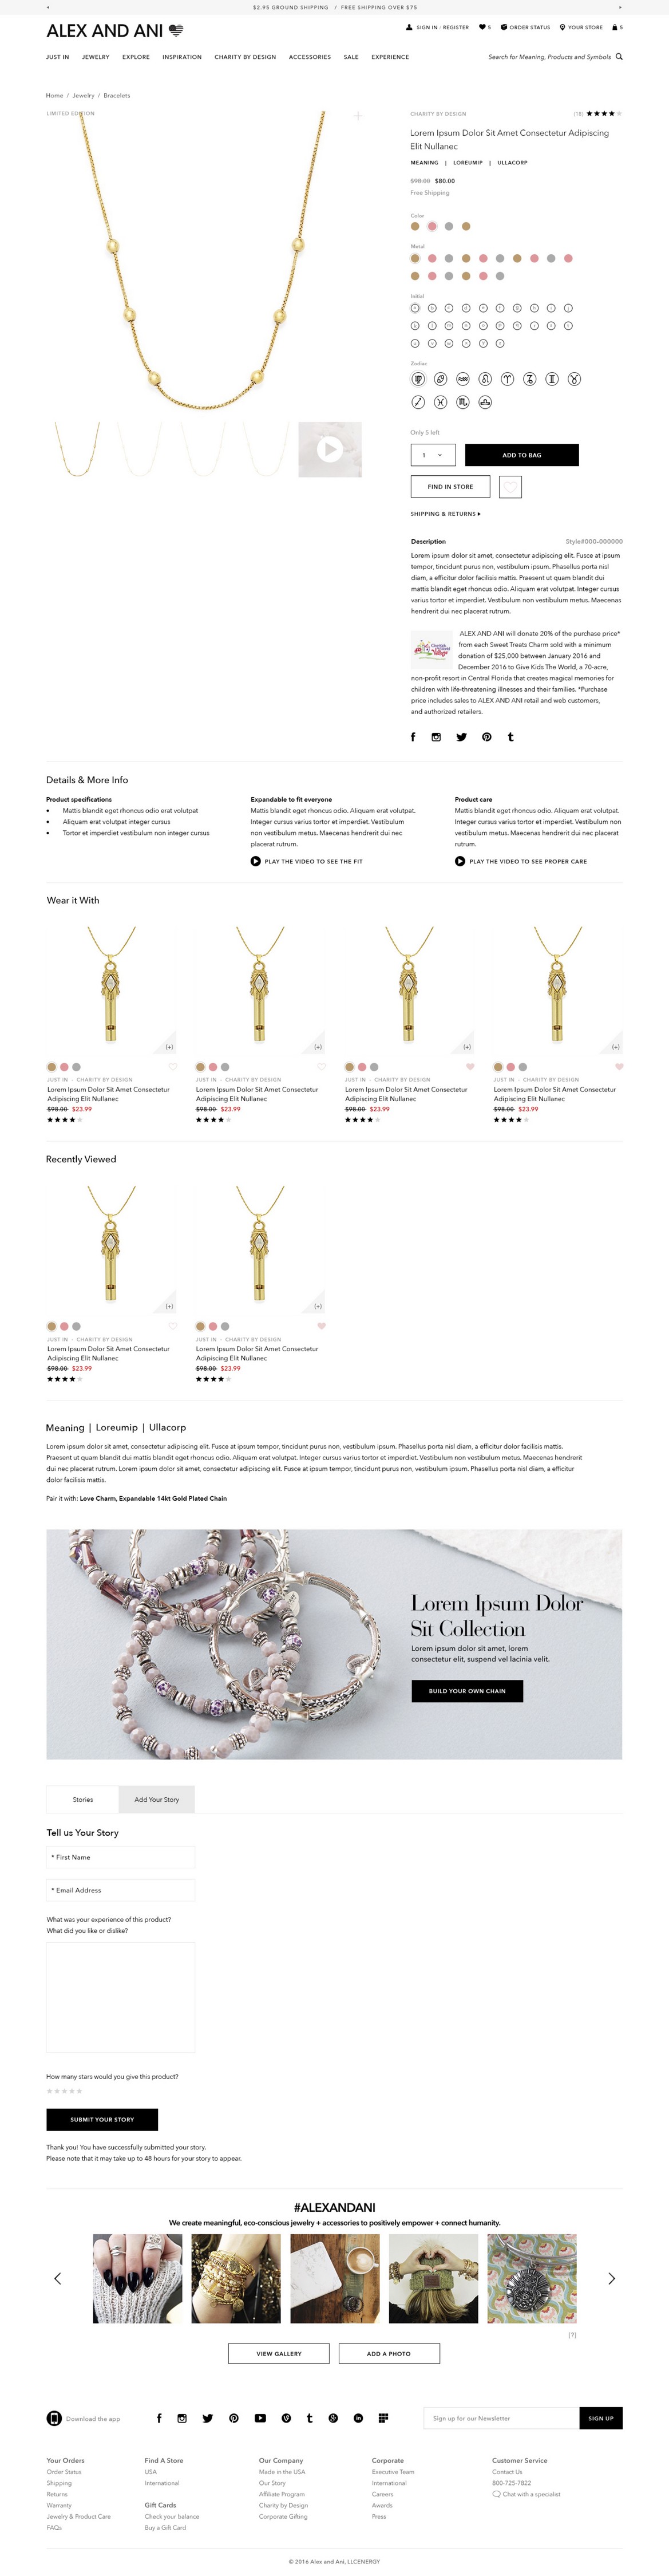 $2.95 GROUND SHIPPING / FREE SHIPPING OVER $75
ALEX AND ANI
SIGN IN / REGISTER
5
ORDER STATUS
YOUR STORE
5
JUST IN
JEWELRY
EXPLORE
INSPIRATION
CHARITY BY DESIGN
ACCESSORIES
SALE
EXPERIENCE
Search for Meaning, Products and Symbols
Home / Jewelry / Bracelets
LIMITED EDITION
CHARITY BY DESIGN
(18)
Lorem Ipsum Dolor Sit Amet Consectetur Adipiscing
Elit Nullanec
MEANING | LOREUMIP | ULLACORP
$98.00 $80.00
Free Shipping
Color
Metal
Initial
Zodiac
Only 5 left
1
ADD TO BAG
FIND IN STORE
SHIPPING & RETURNS
Description
Style#000-000000
Lorem ipsum dolor sit amet, consectetur adipiscing elit. Fusce at ipsum
tempor, tincidunt purus non, vestibulum ipsum. Phasellus porta nisl
diam, a efficitur dolor facilisis mattis. Praesent ut quam blandit dui
mattis blandit eget rhoncus odio. Aliquam erat volutpat. Integer cursus
varius tortor et imperdiet. Vestibulum non vestibulum metus. Maecenas
hendrerit dui nec placerat rutrum.
ALEX AND ANI will donate 20% of the purchase price*
from each Sweet Treats Charm sold with a minimum
donation of $25,000 between January 2016 and
December 2016 to Give Kids The World, a 70-acre,
non-profit resort in Central Florida that creates magical memories for
children with life-threatening illnesses and their families. *Purchase
price includes sales to ALEX AND ANI retail and web customers,
and authorized retailers.
Details & More Info
Product specifications
• Mattis blandit eget rhoncus odio erat volutpat
• Aliquam erat volutpat integer cursus
• Tortor et imperdiet vestibulum non integer cursus
Expandable to fit everyone
Mattis blandit eget rhoncus odio. Aliquam erat volutpat.
Integer cursus varius tortor et imperdiet. Vestibulum
non vestibulum metus. Maecenas hendrerit dui nec
placerat rutrum.
PLAY THE VIDEO TO SEE THE FIT
Product care
Mattis blandit eget rhoncus odio. Aliquam erat volutpat.
Integer cursus varius tortor et imperdiet. Vestibulum non
vestibulum metus. Maecenas hendrerit dui nec placerat
rutrum.
PLAY THE VIDEO TO SEE PROPER CARE
Wear it With
(+)
(+)
(+)
(+)
JUST IN - CHARITY BY DESIGN
Lorem Ipsum Dolor Sit Amet Consectetur
Adipiscing Elit Nullanec
$98.00 $23.99
JUST IN - CHARITY BY DESIGN
Lorem Ipsum Dolor Sit Amet Consectetur
Adipiscing Elit Nullanec
$98.00 $23.99
JUST IN - CHARITY BY DESIGN
Lorem Ipsum Dolor Sit Amet Consectetur
Adipiscing Elit Nullanec
$98.00 $23.99
JUST IN - CHARITY BY DESIGN
Lorem Ipsum Dolor Sit Amet Consectetur
Adipiscing Elit Nullanec
$98.00 $23.99
Recently Viewed
(+)
(+)
JUST IN - CHARITY BY DESIGN
Lorem Ipsum Dolor Sit Amet Consectetur
Adipiscing Elit Nullanec
$98.00 $23.99
JUST IN - CHARITY BY DESIGN
Lorem Ipsum Dolor Sit Amet Consectetur
Adipiscing Elit Nullanec
$98.00 $23.99
Meaning | Loreumip | Ullacorp
Lorem ipsum dolor sit amet, consectetur adipiscing elit. Fusce at ipsum tempor, tincidunt purus non, vestibulum ipsum. Phasellus porta nisl diam, a efficitur dolor facilisis mattis.
Praesent ut quam blandit dui mattis blandit eget rhoncus odio. Aliquam erat volutpat. Integer cursus varius tortor et imperdiet. Vestibulum non vestibulum metus. Maecenas hendrerit
dui nec placerat rutrum. Lorem ipsum dolor sit amet, consectetur adipiscing elit. Fusce at ipsum tempor, tincidunt purus non, vestibulum ipsum. Phasellus porta nisl diam, a efficitur
dolor facilisis mattis.
Pair it with: Love Charm, Expandable 14kt Gold Plated Chain
Lorem Ipsum Dolor
Sit Collection
Lorem ipsum dolor sit amet, lorem
consectetur elit, suspend vel lacinia velit.
BUILD YOUR OWN CHAIN
Stories
Add Your Story
Tell us Your Story
* First Name
* Email Address
What was your experience of this product?
What did you like or dislike?
How many stars would you give this product?
SUBMIT YOUR STORY
Thank you! You have successfully submitted your story.
Please note that it may take up to 48 hours for your story to appear.
#ALEXANDANI
We create meaningful, eco-conscious jewelry + accessories to positively empower + connect humanity.
[?]
VIEW GALLERY
ADD A PHOTO
Download the app
Sign up for our Newsletter
SIGN UP
Your Orders
Order Status
Shipping
Returns
Warranty
Jewelry & Product Care
FAQs
Find A Store
USA
International
Gift Cards
Check your balance
Buy a Gift Card
Our Company
Made in the USA
Our Story
Affiliate Program
Charity by Design
Corporate Gifting
Corporate
Executive Team
International
Careers
Awards
Press
Customer Service
Contact Us
800-725-7822
Chat with a specialist
© 2016 Alex and Ani, LLCENERGY